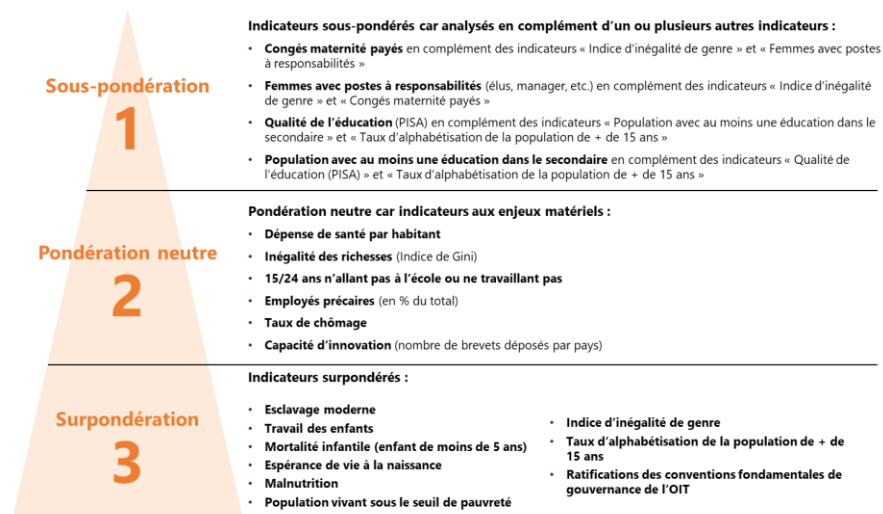 Sous-pondération
1
Indicateurs sous-pondérés car analysés en complément d’un ou plusieurs autres indicateurs :
• Congés maternité payés en complément des indicateurs « Indice d’inégalité de genre » et « Femmes avec postes
à responsabilités »
• Femmes avec postes à responsabilités (élus, manager, etc.) en complément des indicateurs « Indice d’inégalité
de genre » et « Congés maternité payés »
• Qualité de l’éducation (PISA) en complément des indicateurs « Population avec au moins une éducation dans le
secondaire » et « Taux d’alphabétisation de la population de + de 15 ans »
• Population avec au moins une éducation dans le secondaire en complément des indicateurs « Qualité de
l’éducation (PISA) » et « Taux d’alphabétisation de la population de + de 15 ans »
Pondération neutre
2
Pondération neutre car indicateurs aux enjeux matériels :
• Dépense de santé par habitant
• Inégalité des richesses (Indice de Gini)
• 15/24 ans n’allant pas à l’école ou ne travaillant pas
• Employés précaires (en % du total)
• Taux de chômage
• Capacité d’innovation (nombre de brevets déposés par pays)
Surpondération
3
Indicateurs surpondérés :
• Esclavage moderne
• Travail des enfants
• Mortalité infantile (enfant de moins de 5 ans)
• Espérance de vie à la naissance
• Malnutrition
• Population vivant sous le seuil de pauvreté
• Indice d’inégalité de genre
• Taux d’alphabétisation de la population de + de
15 ans
• Ratifications des conventions fondamentales de
gouvernance de l’OIT